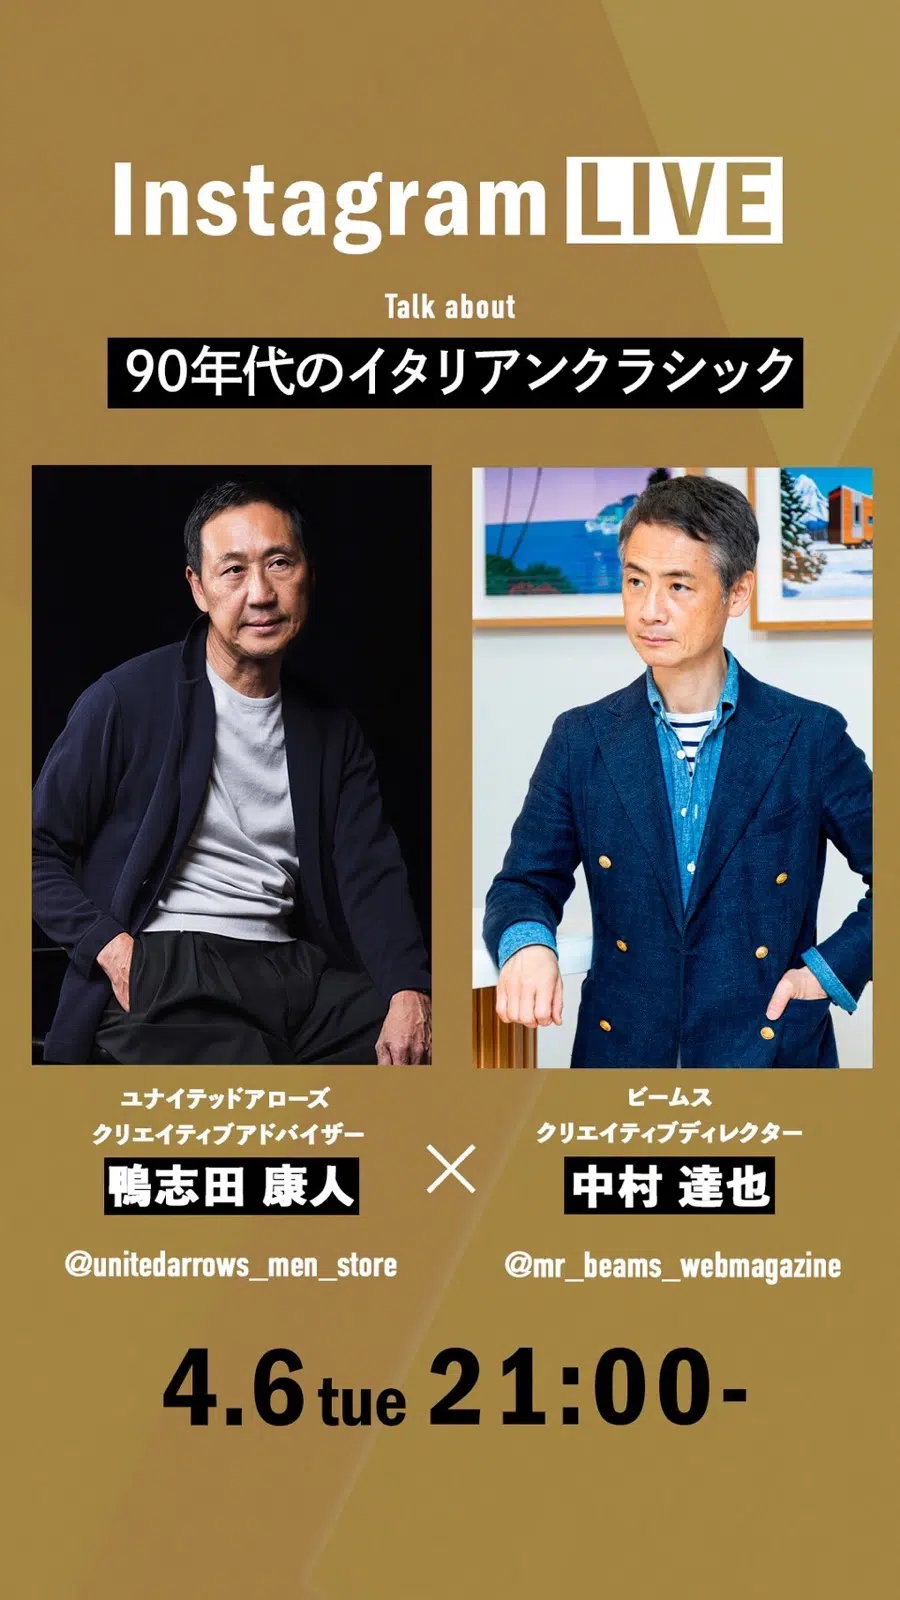 Instagram LIVE
Talk about
90年代のイタリアンクラシック
ユナイテッドアローズ
クリエイティブアドバイザー
鴨志田 康人
@unitedarrows_men_store
×
ビームス
クリエイティブディレクター
中村 達也
@mr_beams_webmagazine
4.6 tue 21:00-